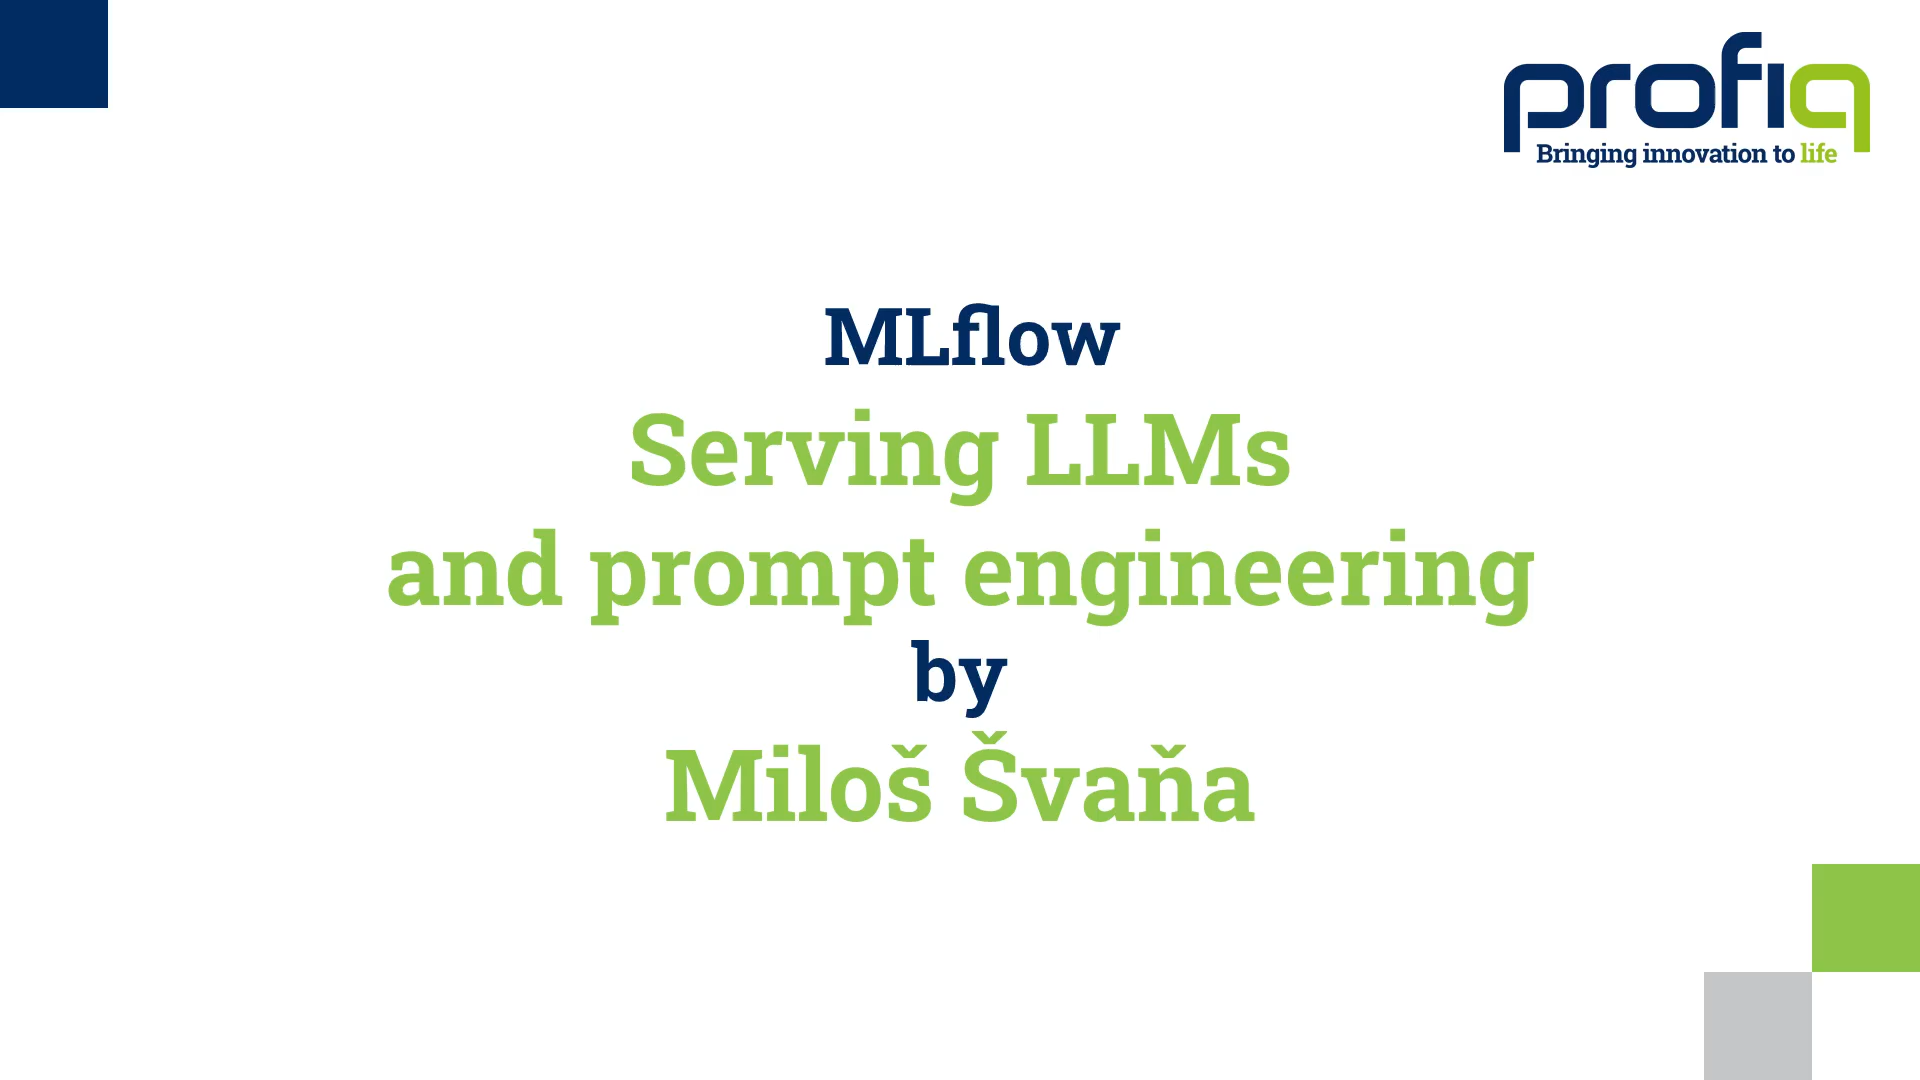 profiq
Bringing innovation to life
MLflow
Serving LLMs
and prompt engineering
by
Miloš Švaňa